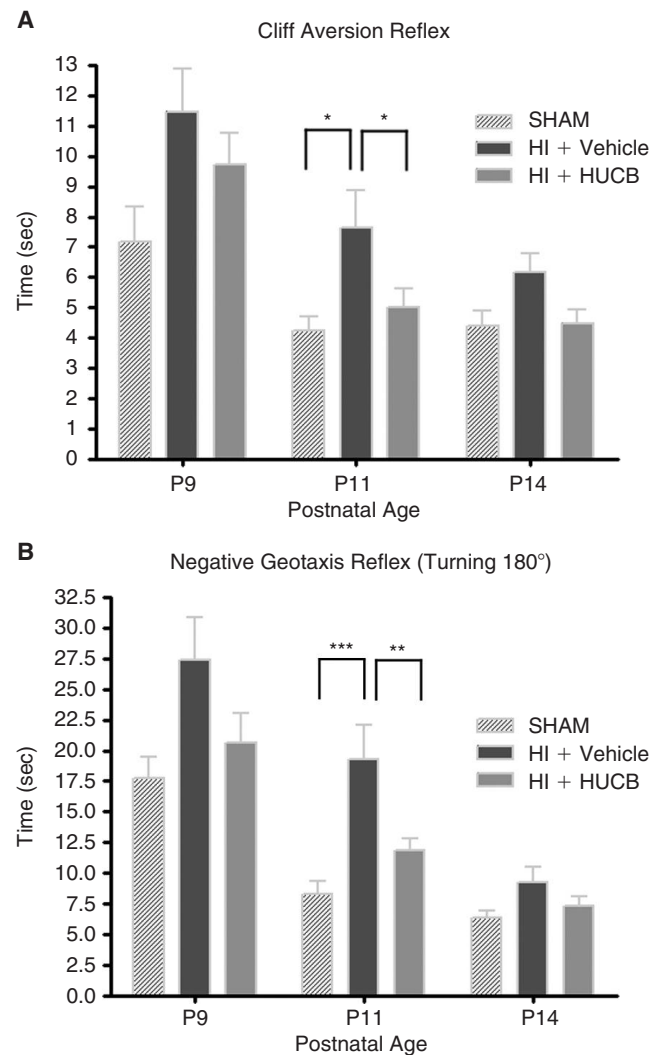 A
Cliff Aversion Reflex
13
12
11
10
9
8
7
6
5
4
3
2
1
0
Time (sec)
* *
SHAM
HI + Vehicle
HI + HUCB
P9 P11 P14
Postnatal Age
B
Negative Geotaxis Reflex (Turning 180°)
32.5
30.0
27.5
25.0
22.5
20.0
17.5
15.0
12.5
10.0
7.5
5.0
2.5
0.0
Time (sec)
*** **
SHAM
HI + Vehicle
HI + HUCB
P9 P11 P14
Postnatal Age